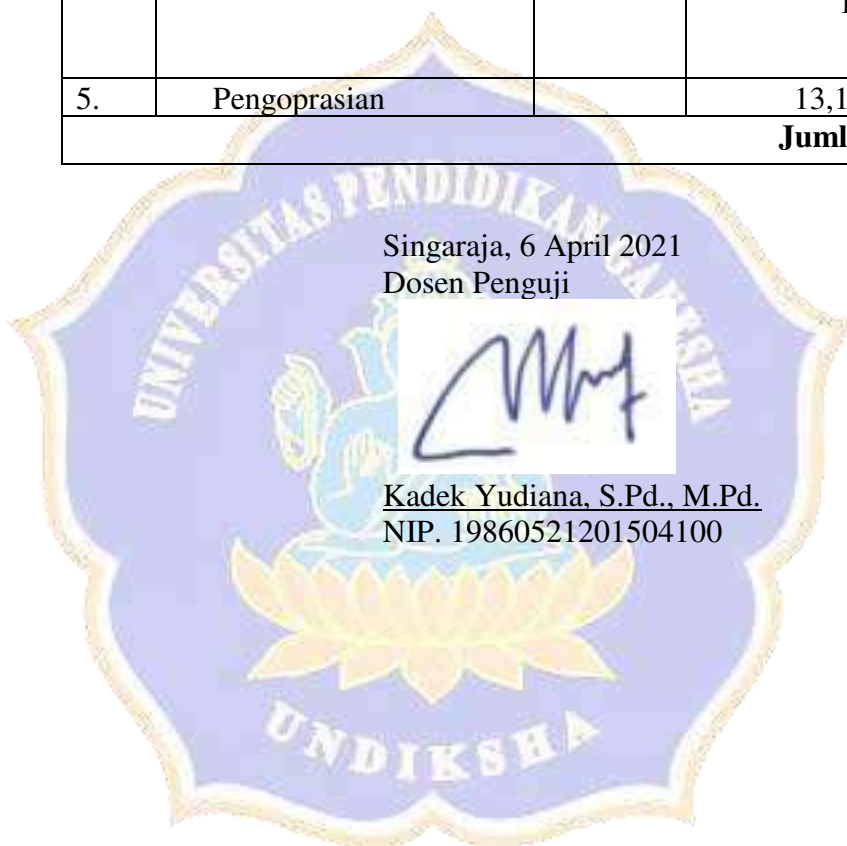 5. Pengoprasian 13,1
Juml
UNIVERSITAS PENDIDIKAN GANESHA
Singaraja, 6 April 2021
Dosen Penguji
Kadek Yudiana, S.Pd., M.Pd.
NIP. 19860521201504100
UNDIKSHA